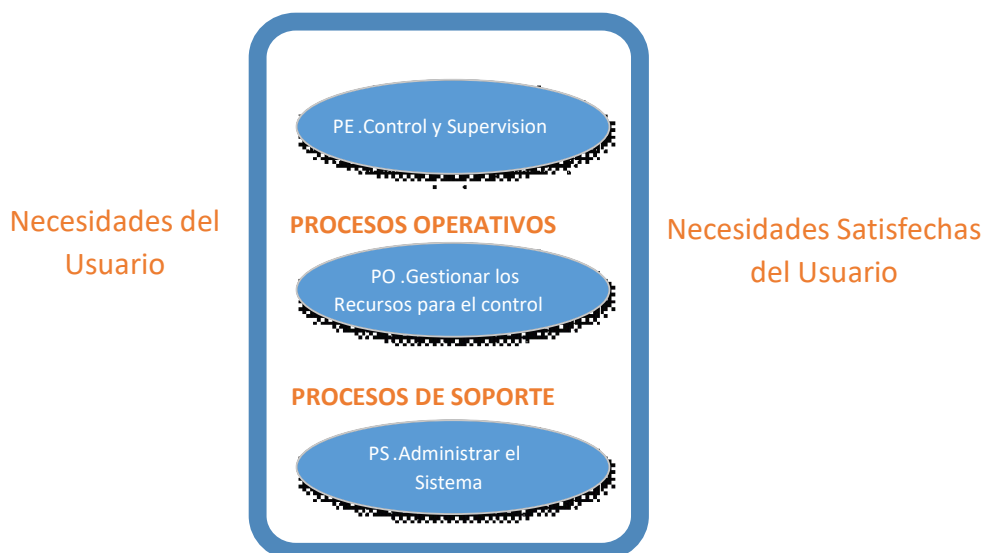 PE.Control y Supervision
Necesidades del
Usuario
PROCESOS OPERATIVOS
PO.Gestionar los
Recursos para el control
Necesidades Satisfechas
del Usuario
PROCESOS DE SOPORTE
PS.Administrar el
Sistema